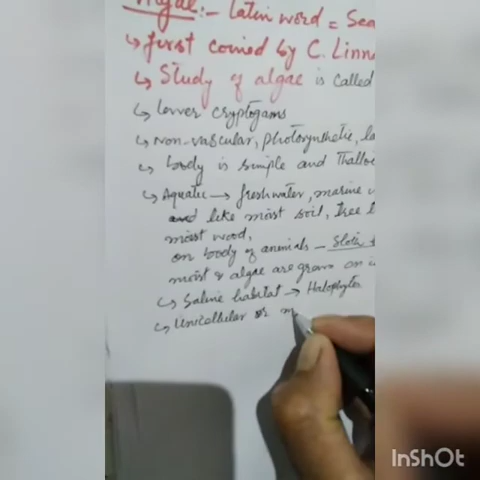 Algae:- Latin word = Sea
↳ first coined by C. Linn
↳ Study of algae is called
↳ Lower cryptogams
↳ Non-vascular, photosynthetic, la
↳ body is simple and Thallo
↳ Aquatic → freshwater, marine
and like moist soil, Tree
moist wood,
on body of animals - Sloth
moist & algae are grown on
↳ Saline habitat → Halophytes
↳ Unicellular or m
InShOt